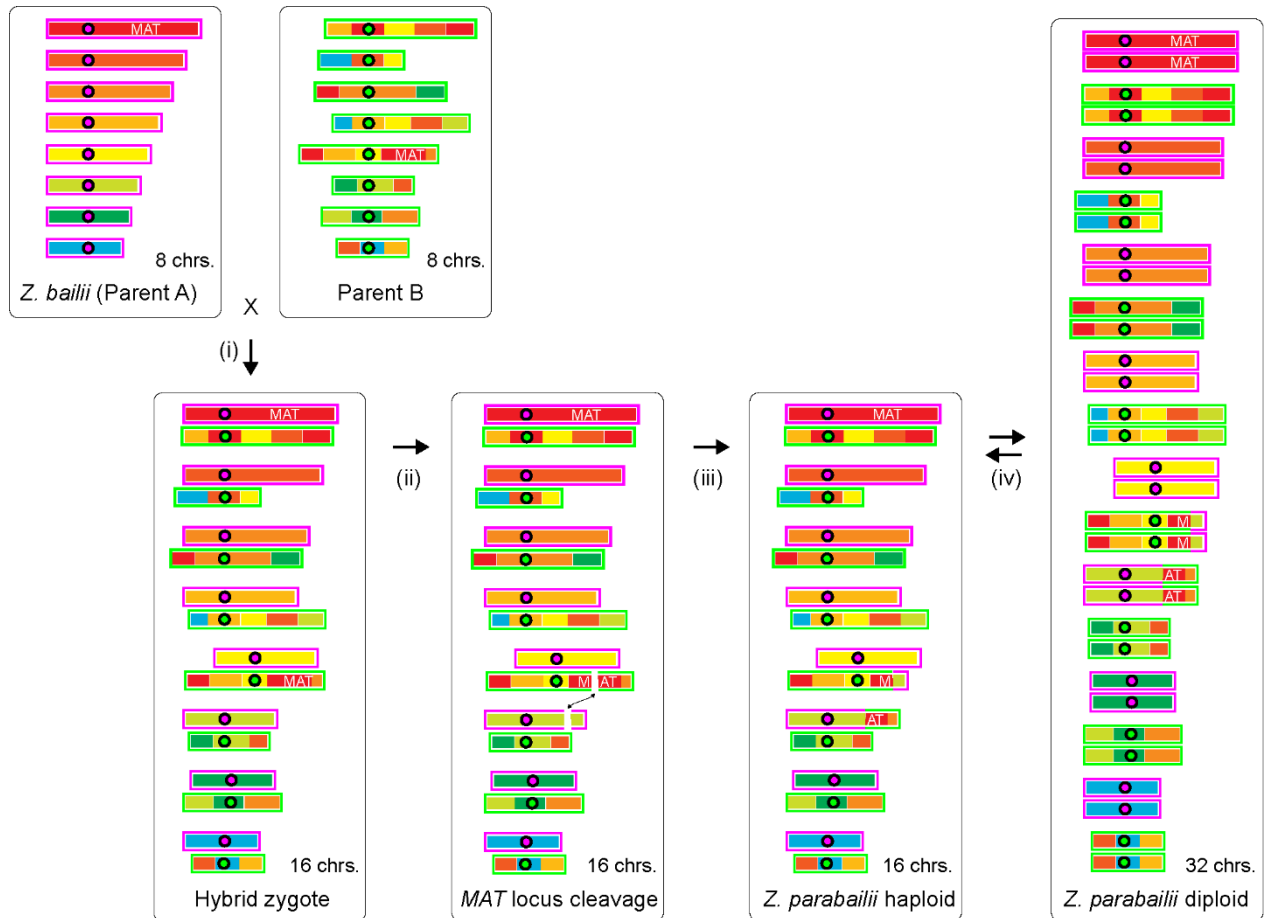 MAT
8 chrs.
Z. bailii (Parent A)
MAT
8 chrs.
Parent B
X
(i)
MAT
MAT
16 chrs.
Hybrid zygote
(ii)
MAT
M AT
16 chrs.
MAT locus cleavage
(iii)
MAT
M
AT
16 chrs.
Z. parabailii haploid
(iv)
MAT
MAT
M
M
AT
AT
32 chrs.
Z. parabailii diploid